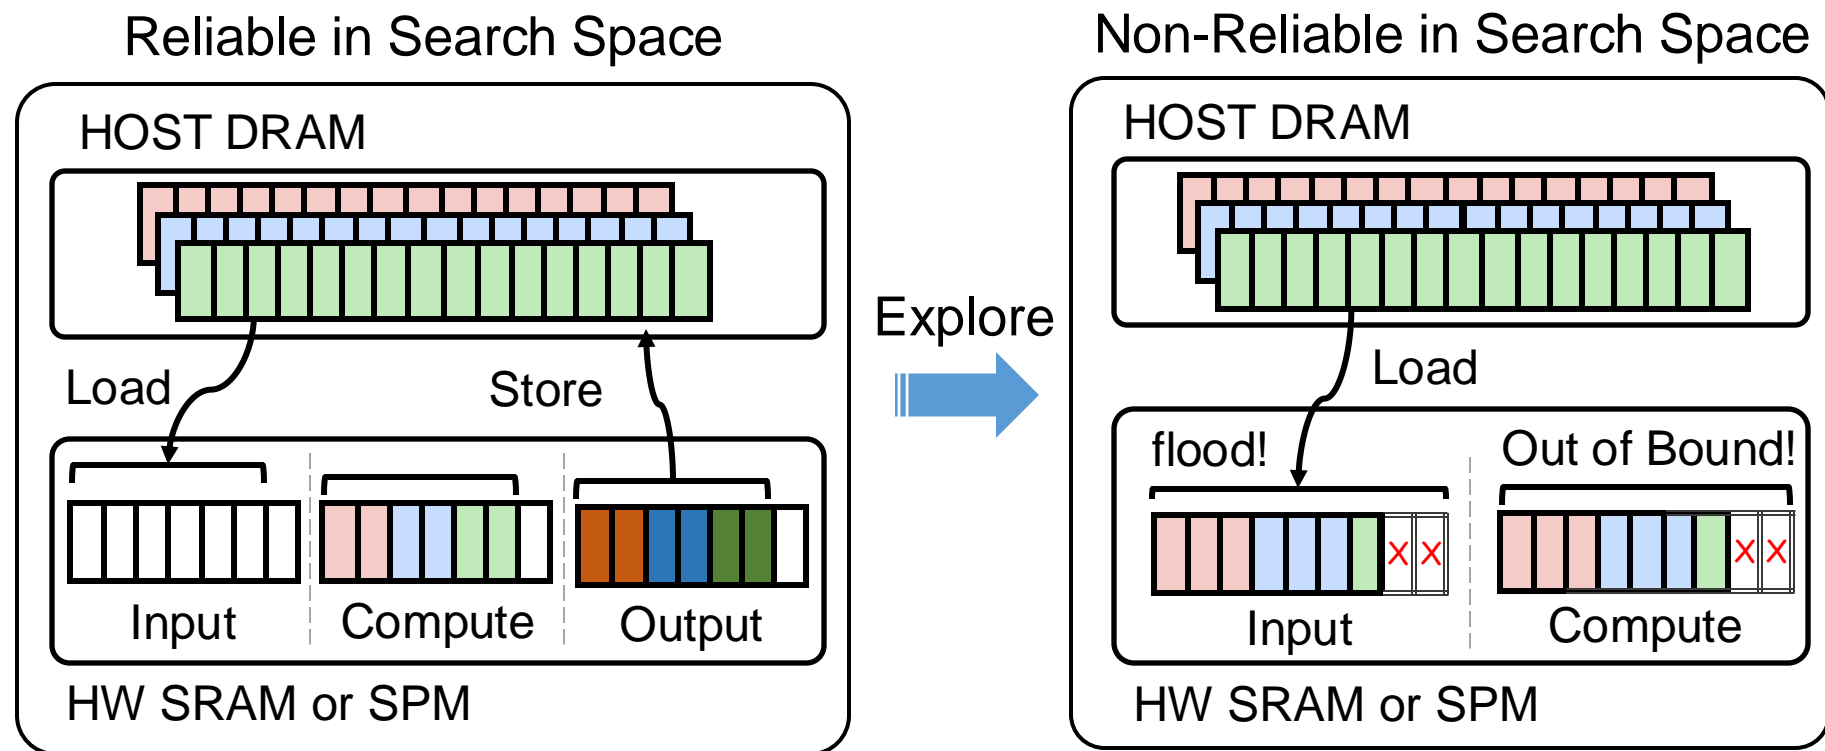 Reliable in Search Space
HOST DRAM
Load
Store
Input
Compute
Output
HW SRAM or SPM
Explore
Non-Reliable in Search Space
HOST DRAM
Load
flood!
Out of Bound!
Input
Compute
HW SRAM or SPM